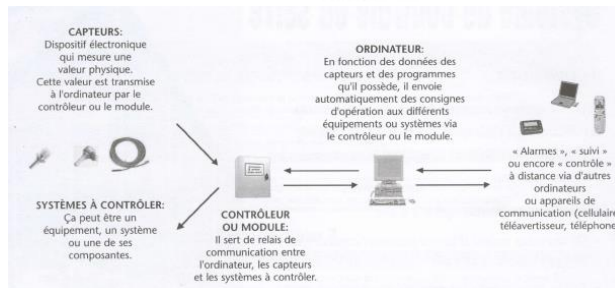 CAPTEURS:
Dispositif électronique
qui mesure une
valeur physique.
Cette valeur est transmise
à l'ordinateur par le
contrôleur ou le module.
ORDINATEUR:
En fonction des données des
capteurs et des programmes
qu'il possède, il envoie
automatiquement des consignes
d'opération aux différents
équipements ou systèmes via
le contrôleur ou le module.
« Alarmes », « suivi »
ou encore « contrôle »
à distance via d'autres
ordinateurs
ou appareils de
communication (cellulaire
téléavertisseur, téléphone
SYSTÈMES À CONTRÔLER:
Ça peut être un
équipement, un système
ou une de ses
composantes.
CONTRÔLEUR
OU MODULE:
Il sert de relais de
communication entre
l'ordinateur, les capteurs
et les systèmes à contrôler.